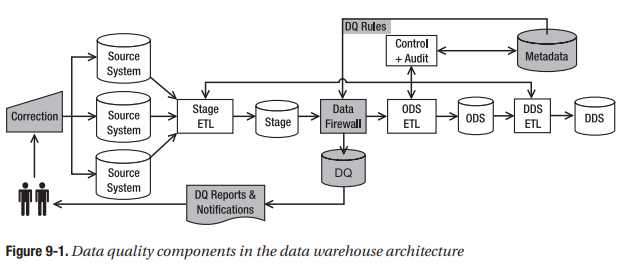 DQ Rules
Control
+ Audit
Metadata
Source
System
Correction
Source
System
Stage
ETL
Stage
Data
Firewall
ODS
ETL
ODS
DDS
ETL
DDS
Source
System
DQ
DQ Reports &
Notifications
Figure 9-1. Data quality components in the data warehouse architecture